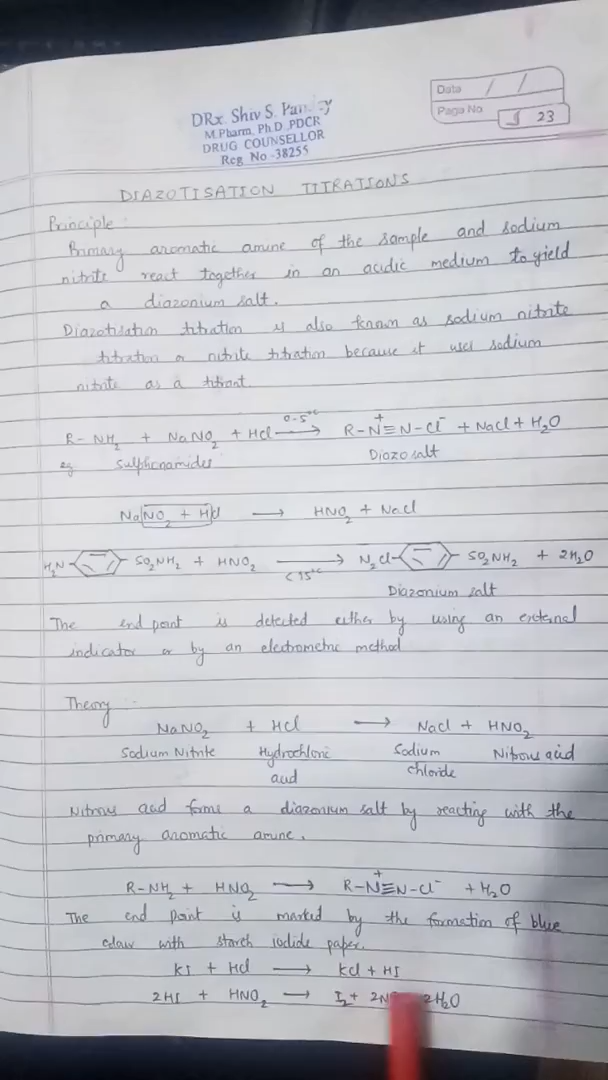 DRx. Shiv S. Pandey
M.Pharm, Ph.D, PDCR
DRUG COUNSELLOR
Reg No-38255
Date / /
Page No. 23
DIAZOTISATION TITRATIONS
Principle:
Primary aromatic amine of the sample and sodium
nitrite react together in an acidic medium to yield
a diazonium salt.
Diazotisation titration is also known as sodium nitrite
titration or nitrite titration because it uses sodium
nitrite as a titrant.
R-NH₂ + NaNO₂ + HCl 0-5°C → R-N⁺≡N-Cl⁻ + NaCl + H₂O
eg Sulphonamides Diazo salt
NaNO₂ + HCl → HNO₂ + NaCl
H₂N- -SO₂NH₂ + HNO₂ → <15°C N₂Cl- -SO₂NH₂ + 2H₂O
Diazonium salt
The end point is detected either by using an external
indicator or by an electrometric method
Theory:-
NaNO₂ + HCl → NaCl + HNO₂
Sodium Nitrite Hydrochloric acid Sodium chloride Nitrous acid
Nitrous acid forms a diazonium salt by reacting with the
primary aromatic amine.
R-NH₂ + HNO₂ → R-N⁺≡N-Cl⁻ + H₂O
The end point is marked by the formation of blue
colour with starch iodide paper.
KI + HCl → KCl + HI
2HI + HNO₂ → I₂ + 2H₂O